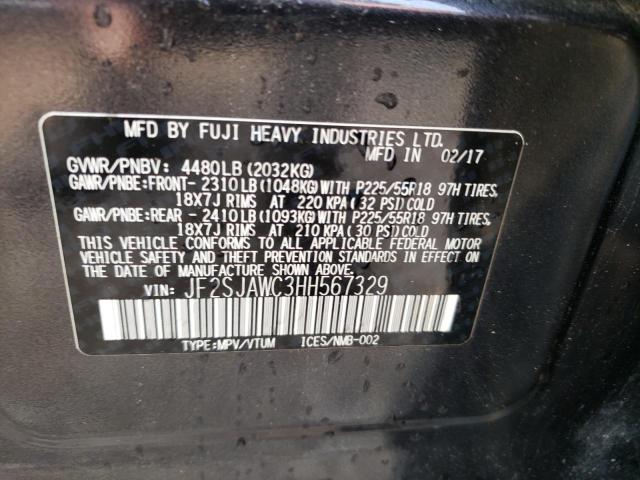 MFD BY FUJI HEAVY INDUSTRIES LTD.
MFD IN 02/17
GVWR/PNBV: 4480LB (2032KG)
GAWR/PNBE:FRONT- 2310LB(1048KG)WITH P225/55R18 97H TIRES,
18X7J RIMS AT 220 KPA(32 PSI)COLD
GAWR/PNBE:REAR - 2410LB(1093KG)WITH P225/55R18 97H TIRES,
18X7J RIMS AT 210 KPA(30 PSI)COLD
THIS VEHICLE CONFORMS TO ALL APPLICABLE FEDERAL MOTOR
VEHICLE SAFETY AND THEFT PREVENTION STANDARDS IN EFFECT
ON THE DATE OF MANUFACTURE SHOWN ABOVE.
VIN: JF2SJAWC3HH567329
TYPE:MPV/VTUM ICES/NMB-002